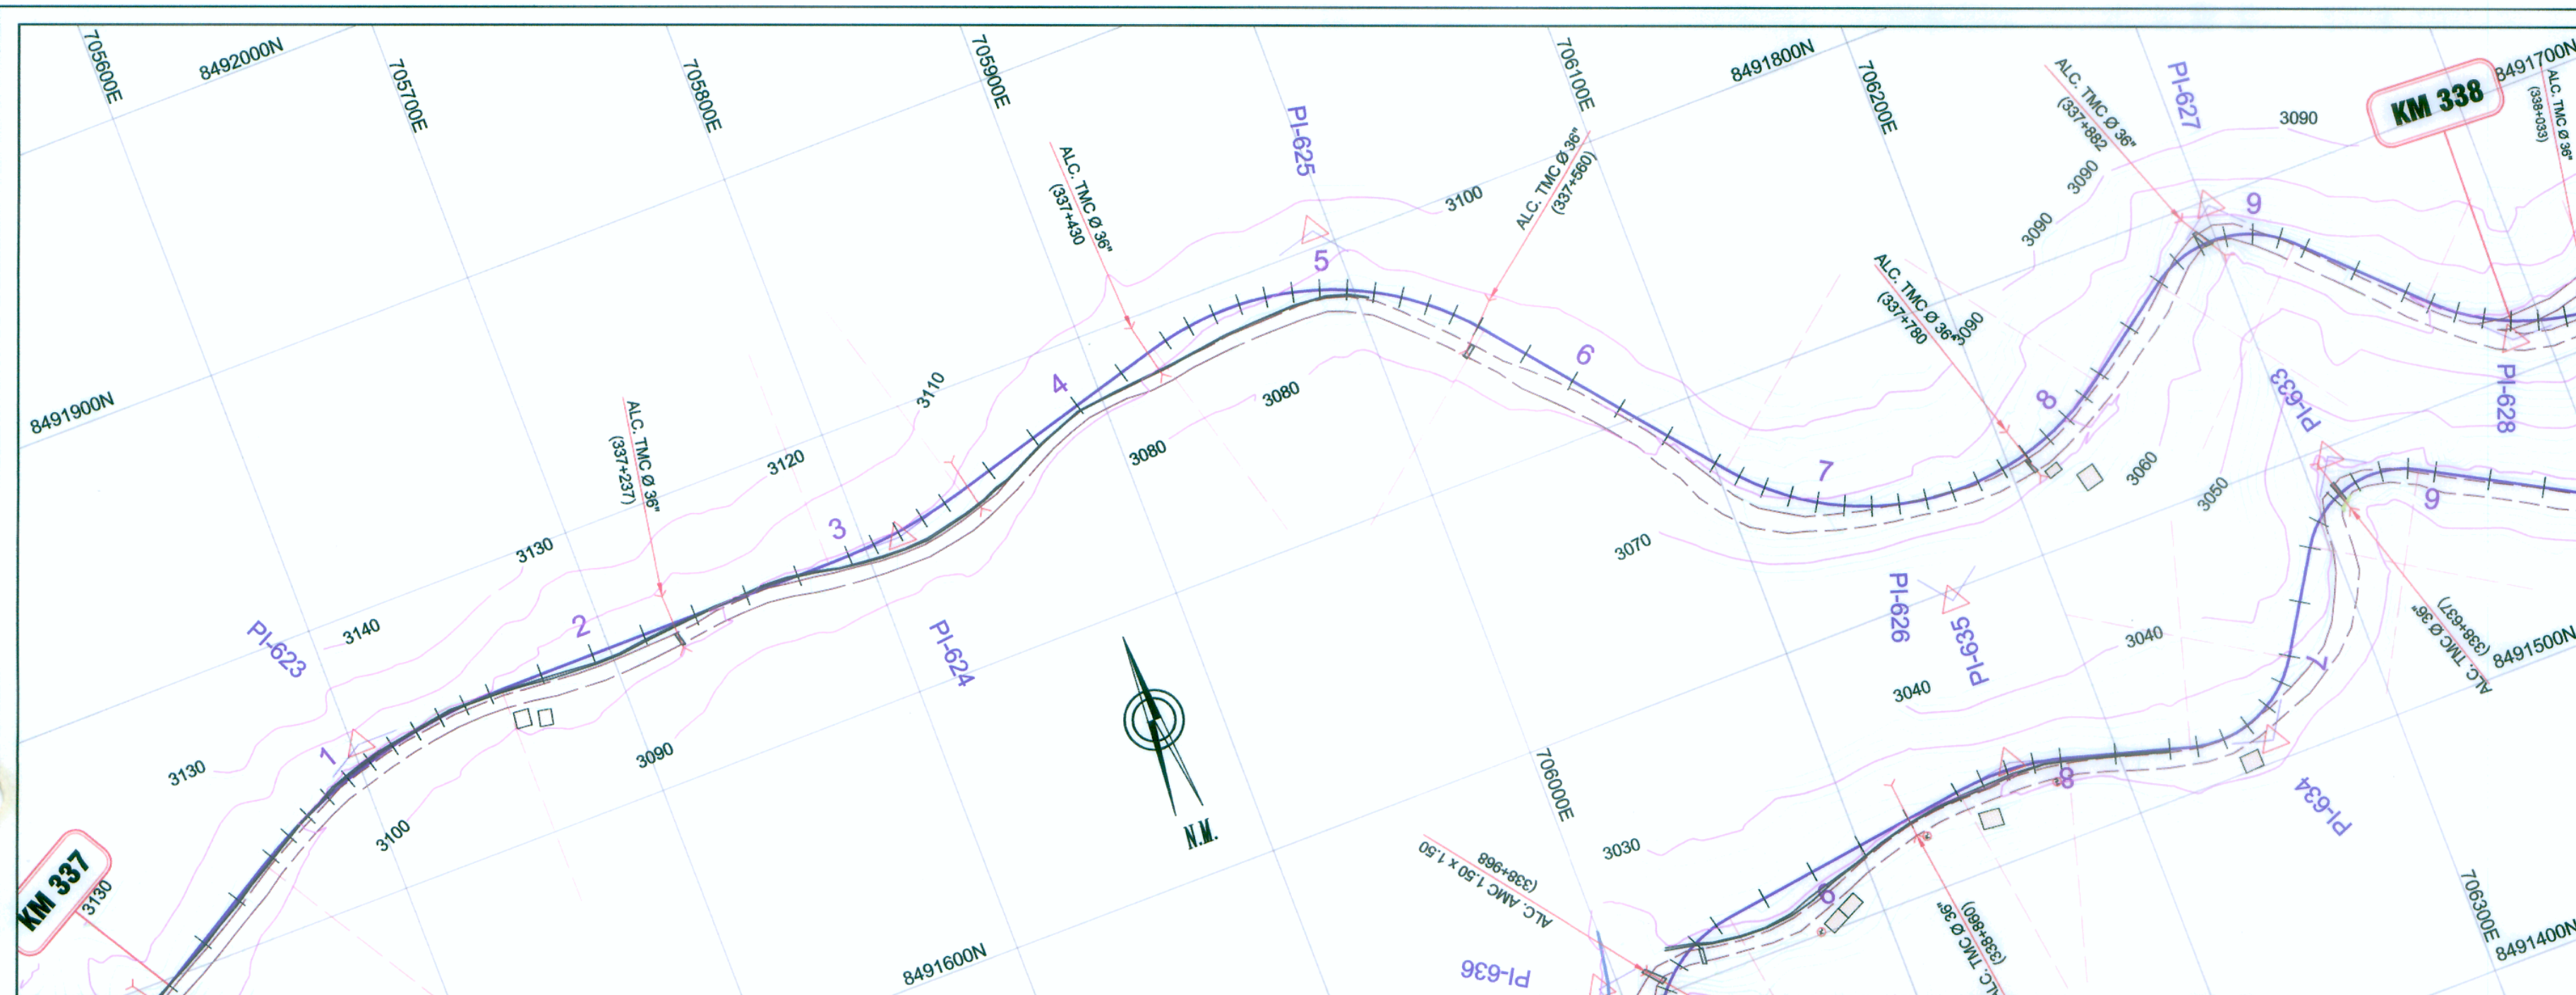 705600E
8492000N
705700E
705800E
705900E
706100E
8491800N
706200E
8491700N
KM 338
ALC. TMC Ø 36"
(338+033)
PI-627
ALC. TMC Ø 36"
(337+882
3090
3090
3090
9
PI-625
5
3100
ALC. TMC Ø 36"
(337+560)
ALC. TMC Ø 36"
(337+430
ALC. TMC Ø 36"
(337+780
3090
6
4
3080
3080
3110
8491900N
ALC. TMC Ø 36"
(337+237)
3120
3
7
8
3060
3050
PI-633
PI-628
9
3130
2
3070
PI-626
PI-635
3040
3040
ALC. TMC Ø 36"
(338+637)
8491500N
7
PI-623
3140
PI-624
1
3130
3090
3100
N.M.
706000E
3030
8
PI-634
KM 337
3130
ALC. AMC 1.50 x 1.50
(338+968
6
ALC. TMC Ø 36"
(338+860)
706300E
8491400N
8491600N
PI-636